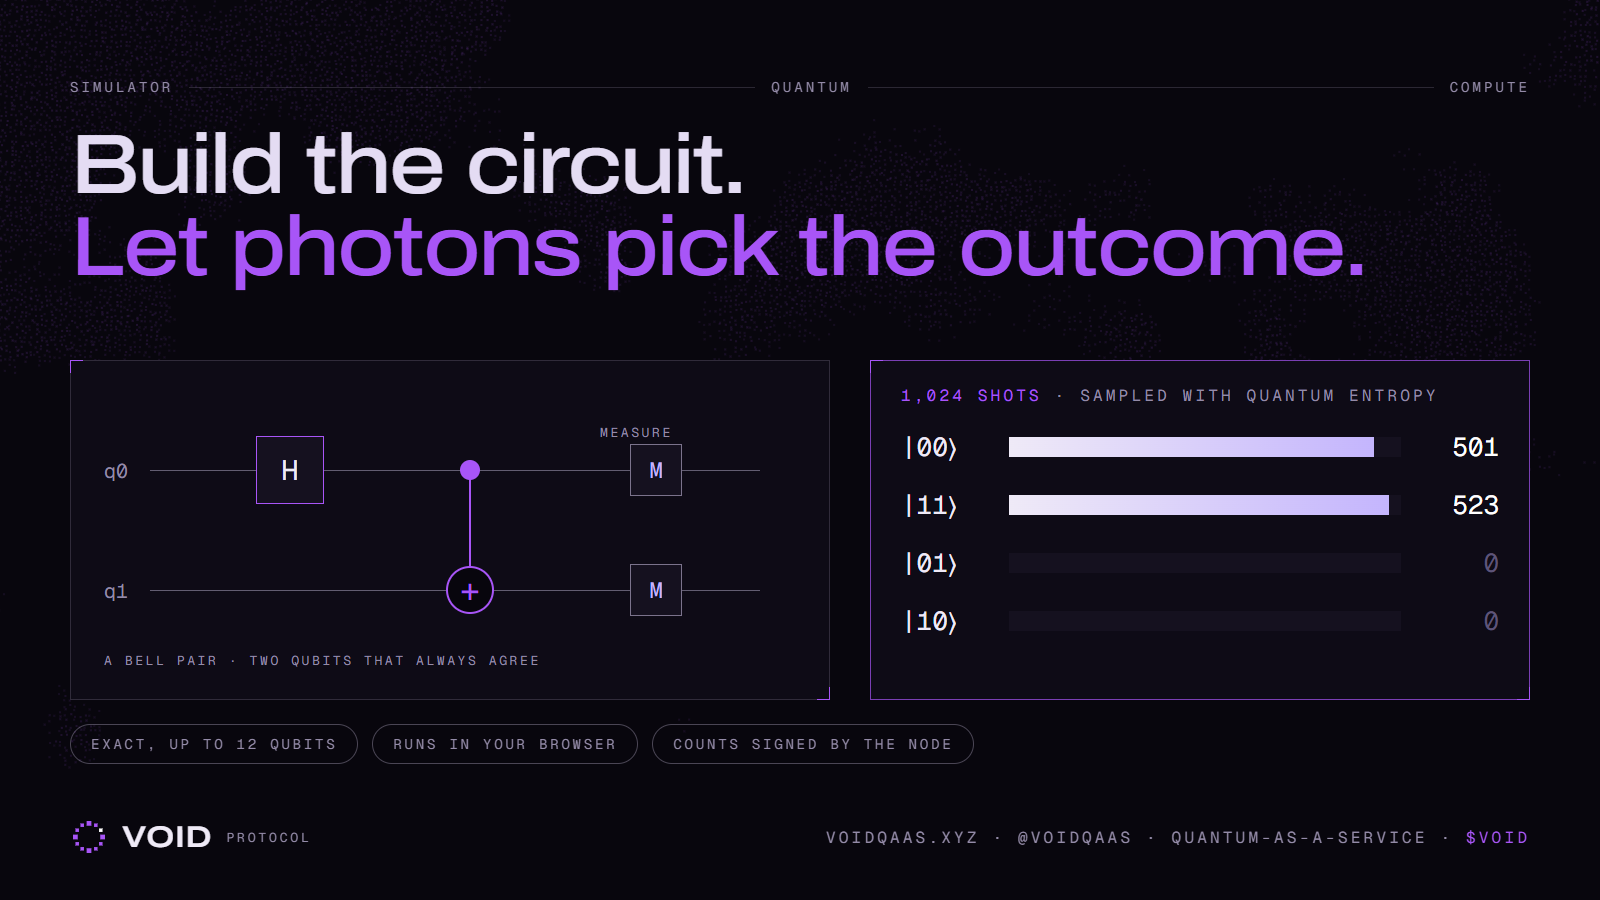 SIMULATOR QUANTUM COMPUTE
Build the circuit.
Let photons pick the outcome.
MEASURE
q0 H M
q1 + M
A BELL PAIR · TWO QUBITS THAT ALWAYS AGREE
1,024 SHOTS · SAMPLED WITH QUANTUM ENTROPY
|00⟩ 501
|11⟩ 523
|01⟩ 0
|10⟩ 0
EXACT, UP TO 12 QUBITS RUNS IN YOUR BROWSER COUNTS SIGNED BY THE NODE
VOID PROTOCOL
VOIDQAAS.XYZ · @VOIDQAAS · QUANTUM-AS-A-SERVICE · $VOID